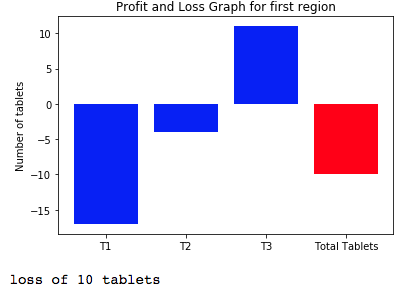 Profit and Loss Graph for first region
Number of tablets
10
5
0
−5
−10
−15
T1 T2 T3 Total Tablets
loss of 10 tablets